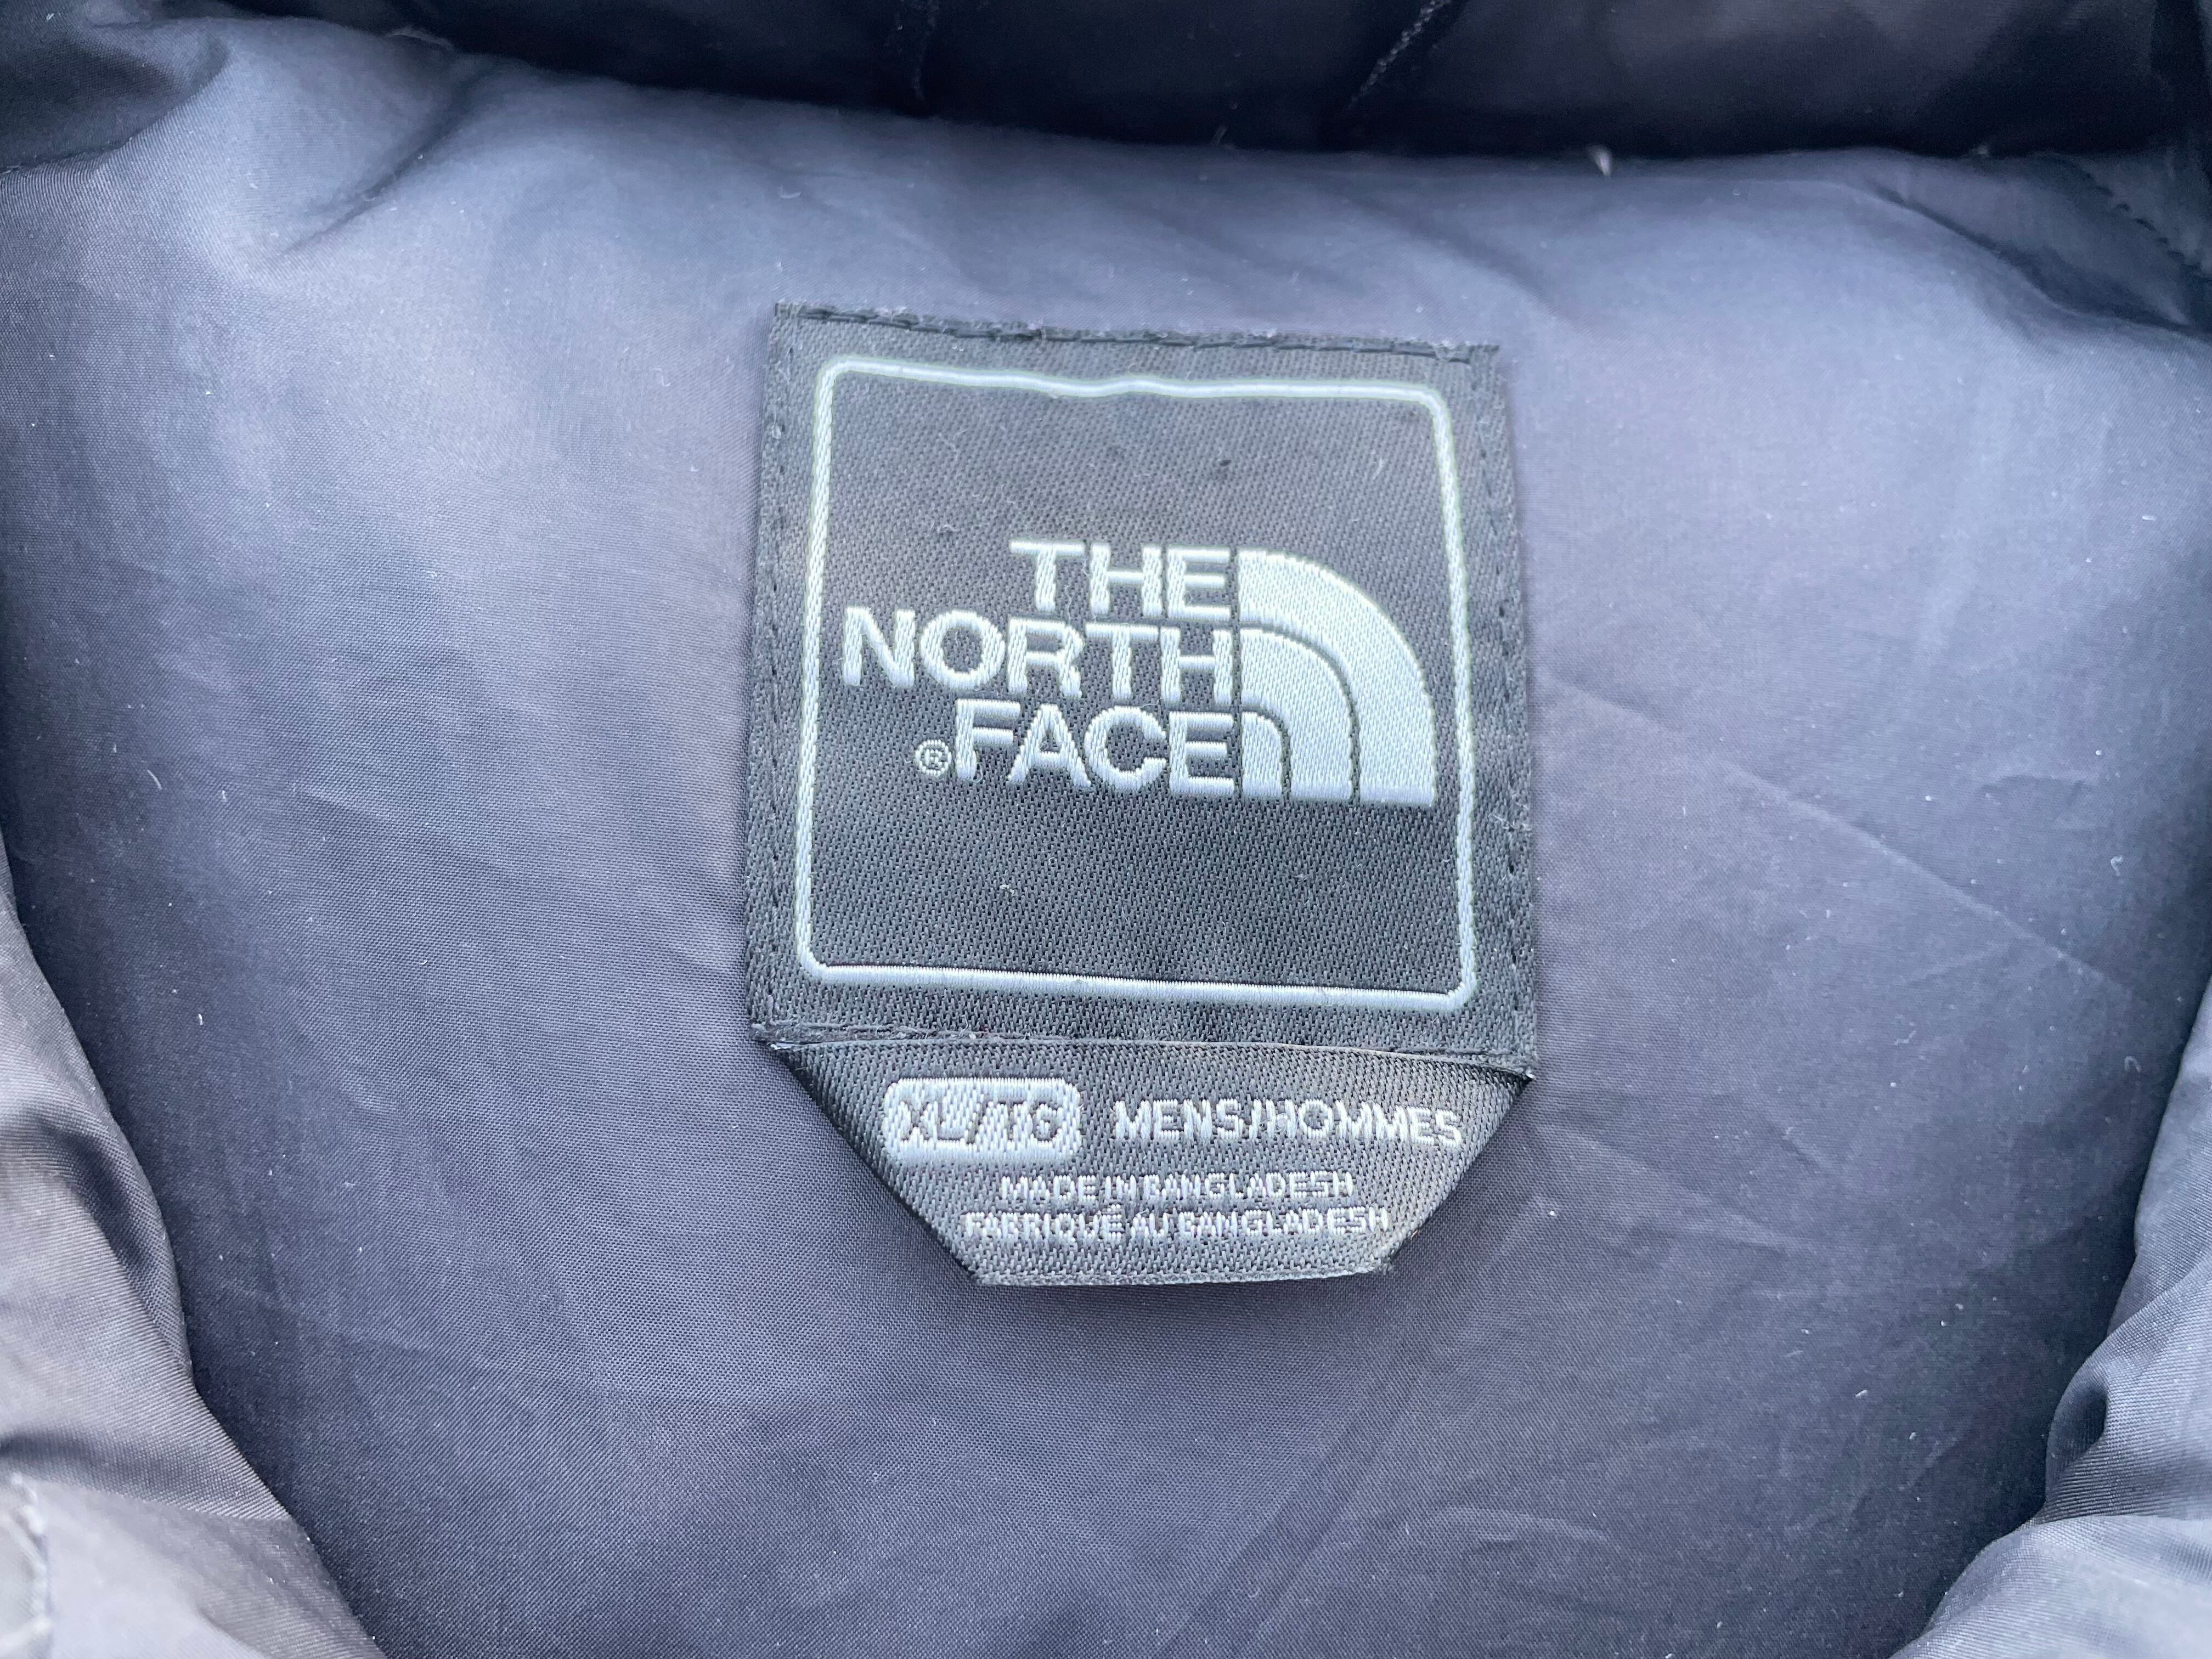 THE
NORTH
®FACE
XL/TG MENS/HOMMES
MADE IN BANGLADESH
FABRIQUÉ AU BANGLADESH